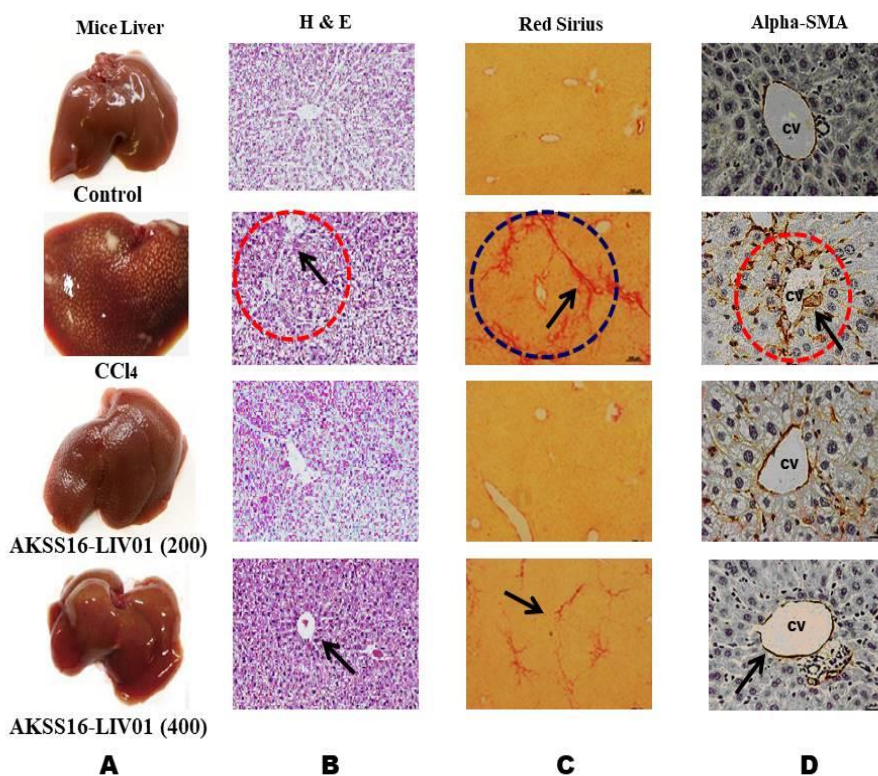 Mice Liver H & E Red Sirius Alpha-SMA
CV
Control
CV
CCl4
CV
AKSS16-LIV01 (200)
CV
AKSS16-LIV01 (400)
A B C D